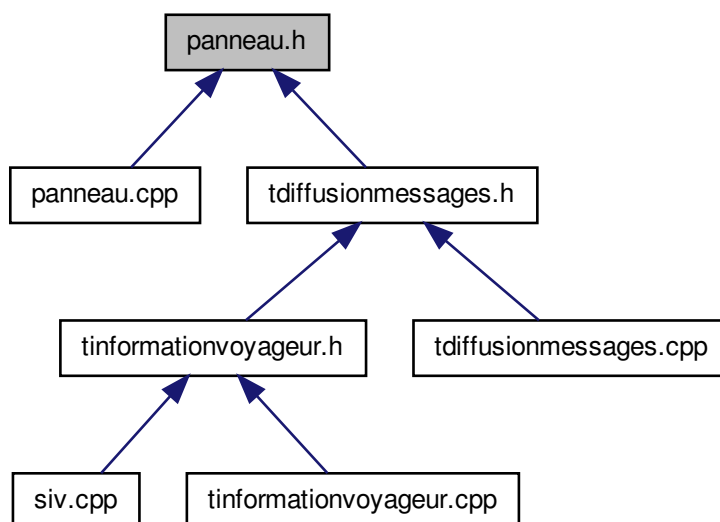 panneau.h
panneau.cpp
tdiffusionmessages.h
tinformationvoyageur.h
tdiffusionmessages.cpp
siv.cpp
tinformationvoyageur.cpp